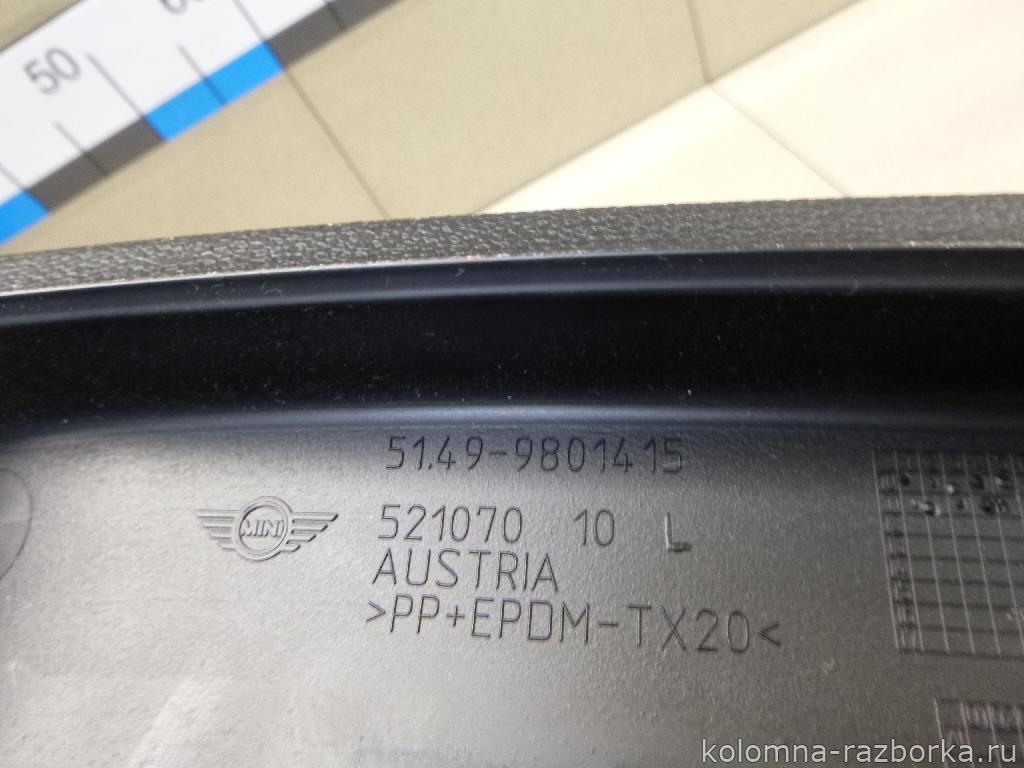 50
51.49-9801415
MINI
521070 10 L
AUSTRIA
>PP+EPDM-TX20<
kolomna-razborka.ru